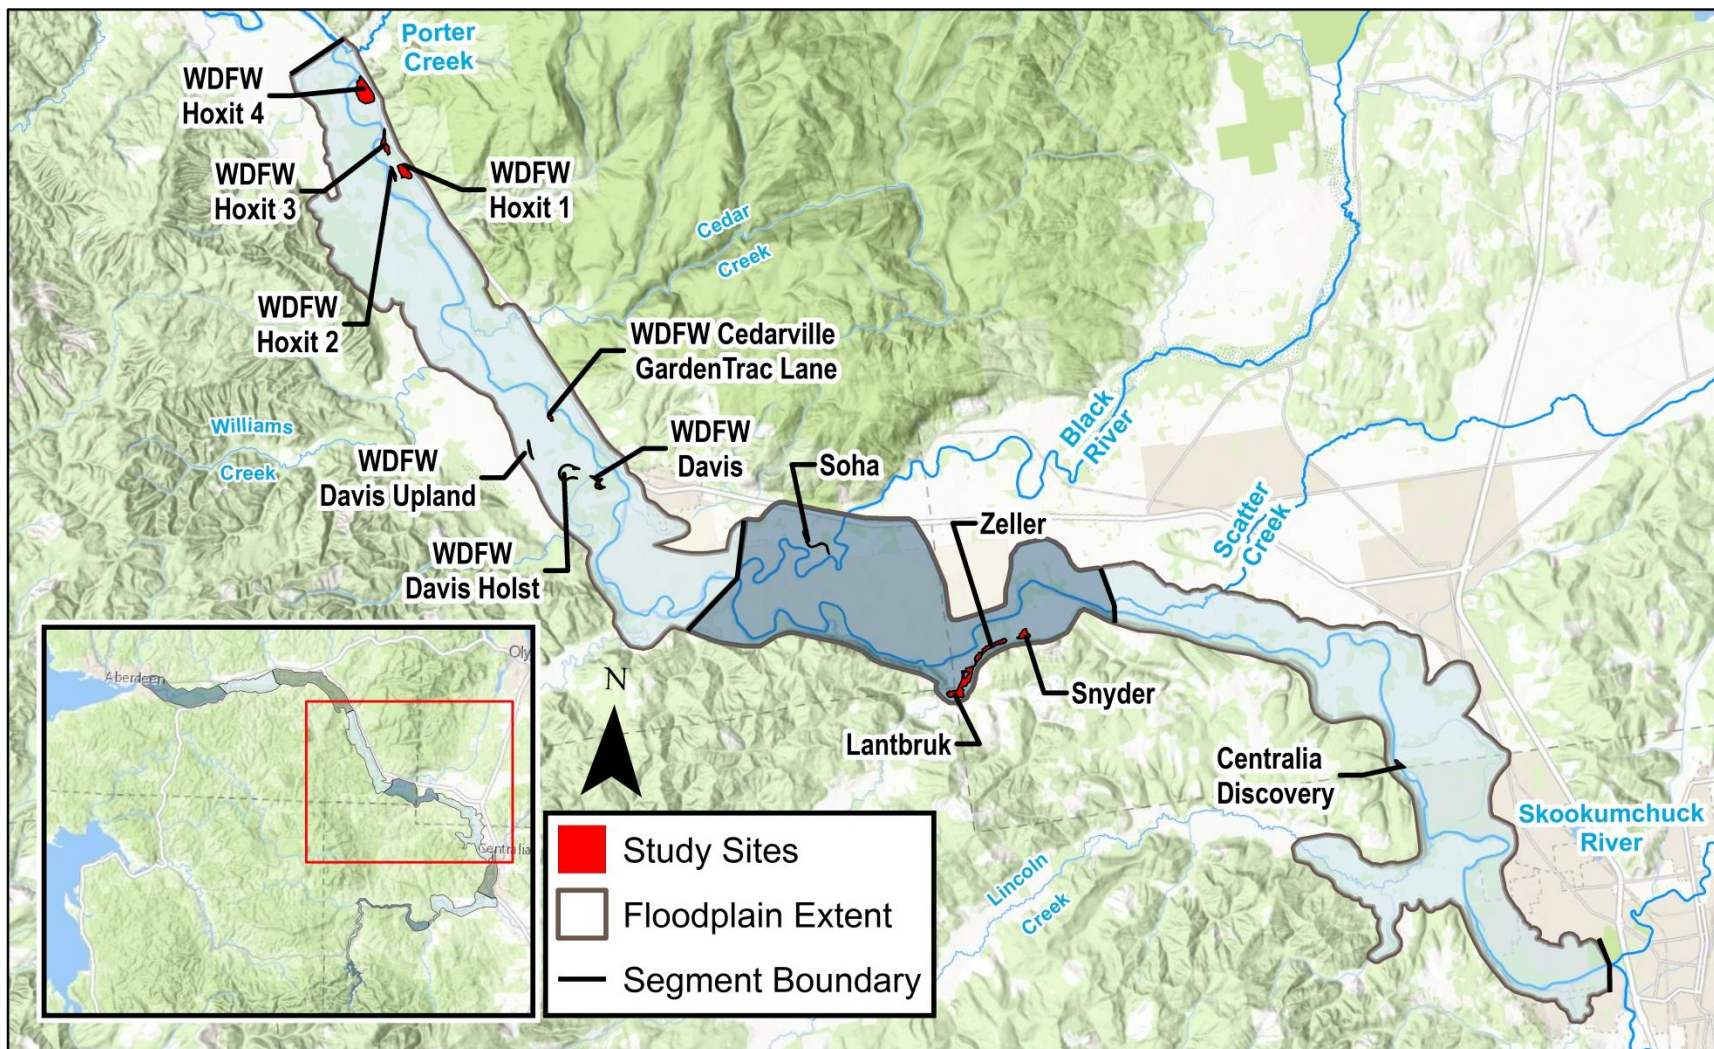 Porter
Creek
WDFW
Hoxit 4
WDFW
Hoxit 3
WDFW
Hoxit 1
WDFW
Hoxit 2
Cedar
Creek
WDFW Cedarville
GardenTrac Lane
Williams
Creek
WDFW
Davis Upland
WDFW
Davis
Soha
Black
River
Zeller
Scatter
Creek
WDFW
Davis Holst
Snyder
Lantbruk
Centralia
Discovery
Skookumchuck
River
Lincoln
Creek
N
Aberdeen
Oly
Centralia
Study Sites
Floodplain Extent
Segment Boundary